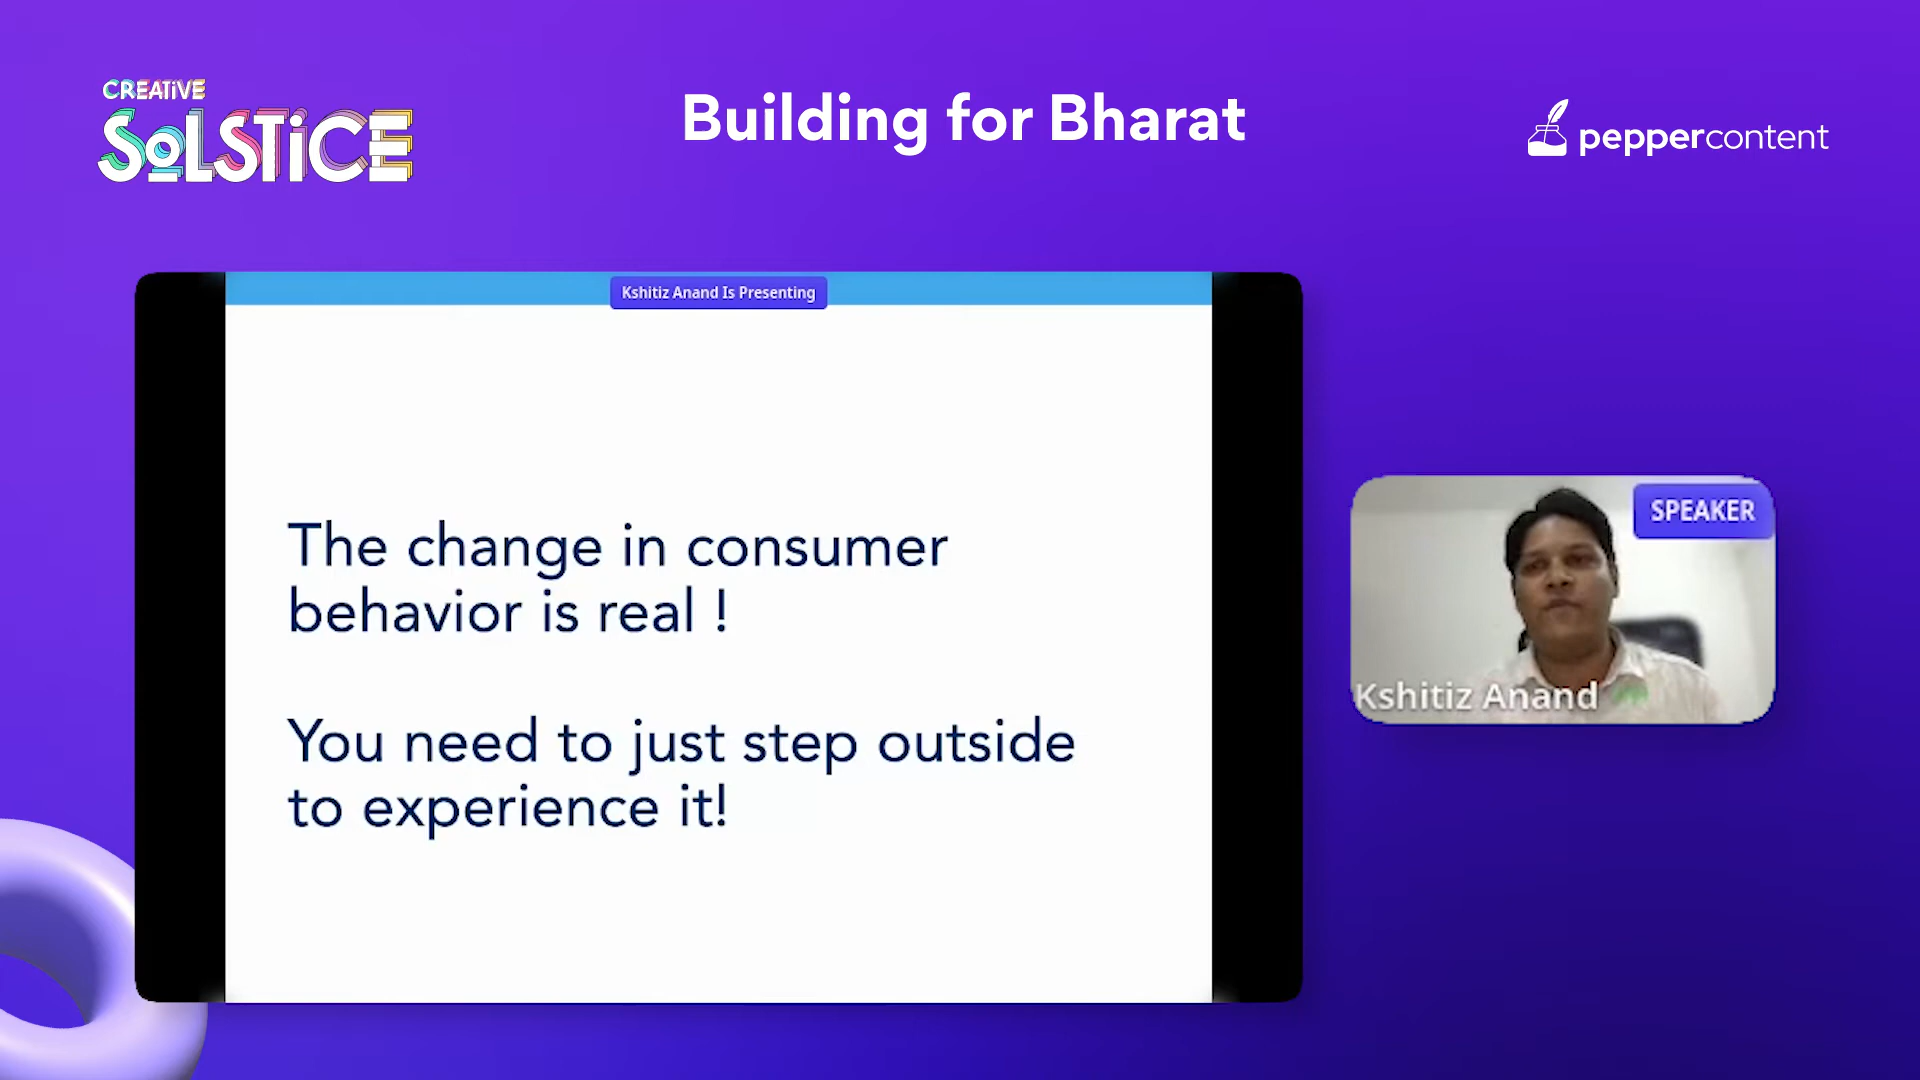 CREATiVE
SoLSTiCE
Building for Bharat
peppercontent
Kshitiz Anand Is Presenting
The change in consumer
behavior is real !
You need to just step outside
to experience it!
SPEAKER
Kshitiz Anand